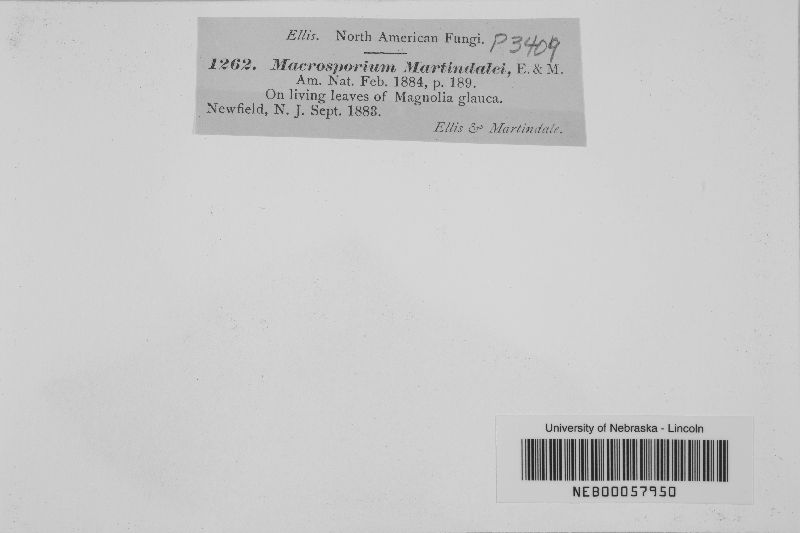 Ellis. North American Fungi. P3409
1262. Macrosporium Martindalei, E. & M.
Am. Nat. Feb. 1884, p. 189.
On living leaves of Magnolia glauca.
Newfield, N. J. Sept. 1883.
Ellis & Martindale.
University of Nebraska - Lincoln
NEB00057950